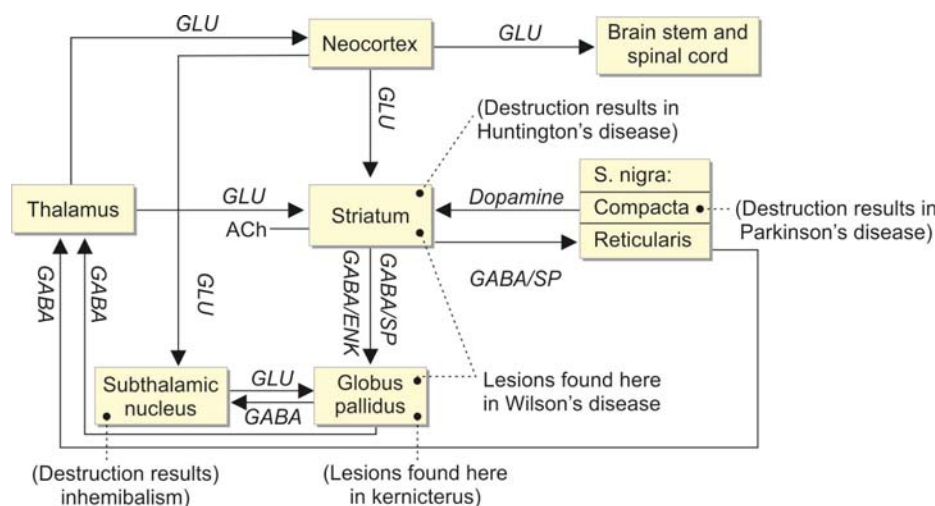 GLU
Neocortex
GLU
Brain stem and
spinal cord
GLU
(Destruction results in
Huntington's disease)
Thalamus
GLU
ACh
Striatum
Dopamine
S. nigra:
Compacta
Reticularis
(Destruction results in
Parkinson's disease)
GABA
GABA
GLU
GABA/ENK
GABA/SP
GABA/SP
Subthalamic
nucleus
GLU
GABA
Globus
pallidus
Lesions found here
in Wilson's disease
(Destruction results)
inhemibalism)
(Lesions found here
in kernicterus)